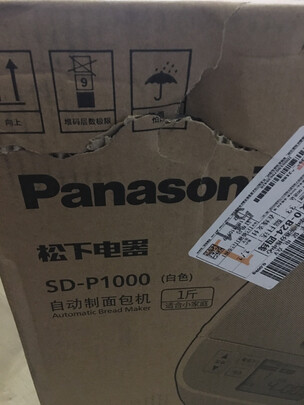 9
向上
堆码层数极限
怕雨
Panasoni
松下电器
SD-P1000 (白色)
自动制面包机
1斤
Automatic Bread Maker
适合小家庭